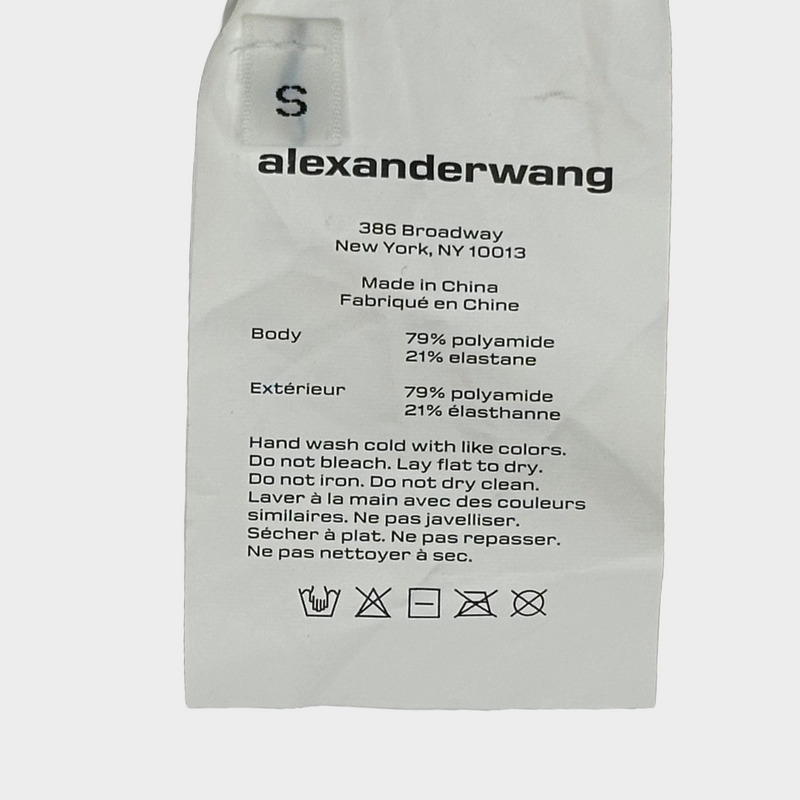 S
alexanderwang
386 Broadway
New York, NY 10013
Made in China
Fabriqué en Chine
Body 79% polyamide
21% elastane
Extérieur 79% polyamide
21% élasthanne
Hand wash cold with like colors.
Do not bleach. Lay flat to dry.
Do not iron. Do not dry clean.
Laver à la main avec des couleurs
similaires. Ne pas javelliser.
Sécher à plat. Ne pas repasser.
Ne pas nettoyer à sec.